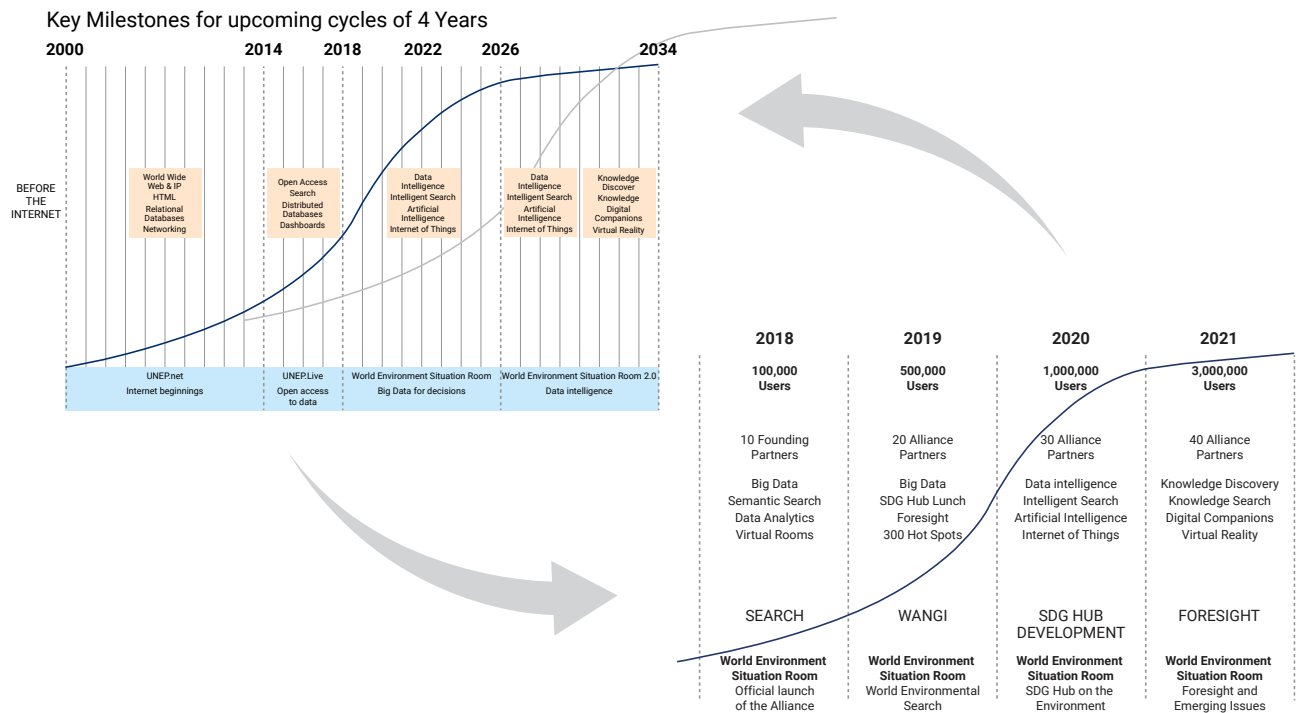 Key Milestones for upcoming cycles of 4 Years
2000
2014
2018
2022
2026
2034
BEFORE
THE
INTERNET
World Wide
Web & IP
HTML
Relational
Databases
Networking
Open Access
Search
Distributed
Databases
Dashboards
Data
Intelligence
Intelligent Search
Artificial
Intelligence
Internet of Things
Data
Intelligence
Intelligent Search
Artificial
Intelligence
Internet of Things
Knowledge
Discover
Knowledge
Digital
Companions
Virtual Reality
UNEP.net
Internet beginnings
UNEP.Live
Open access
to data
World Environment Situation Room
Big Data for decisions
World Environment Situation Room 2.0
Data intelligence
2018
100,000
Users
10 Founding
Partners
Big Data
Semantic Search
Data Analytics
Virtual Rooms
SEARCH
World Environment
Situation Room
Official launch
of the Alliance
2019
500,000
Users
20 Alliance
Partners
Big Data
SDG Hub Lunch
Foresight
300 Hot Spots
WANGI
World Environment
Situation Room
World Environmental
Search
2020
1,000,000
Users
30 Alliance
Partners
Data intelligence
Intelligent Search
Artificial Intelligence
Internet of Things
SDG HUB
DEVELOPMENT
World Environment
Situation Room
SDG Hub on the
Environment
2021
3,000,000
Users
40 Alliance
Partners
Knowledge Discovery
Knowledge Search
Digital Companions
Virtual Reality
FORESIGHT
World Environment
Situation Room
Foresight and
Emerging Issues